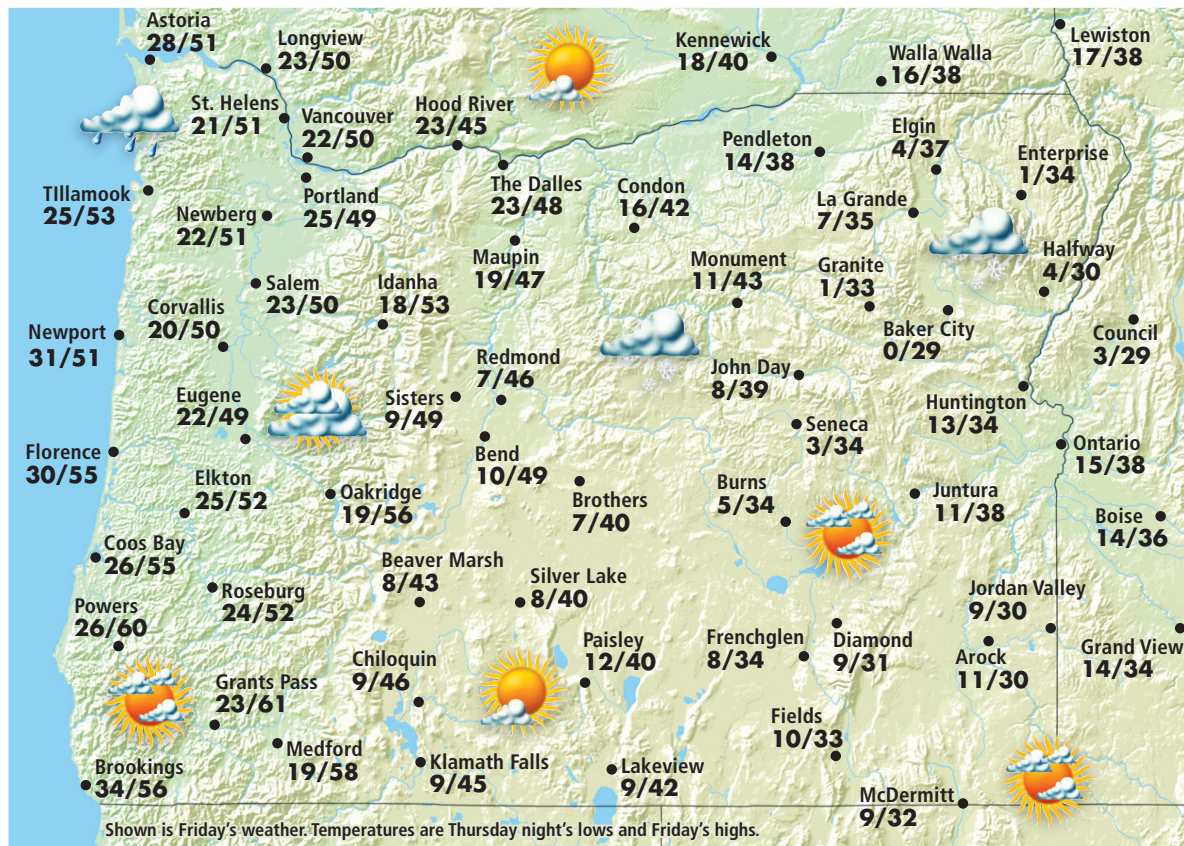 Astoria
28/51
Longview
23/50
Kennewick
18/40
Walla Walla
16/38
Lewiston
17/38
St. Helens
21/51
Vancouver
22/50
Hood River
23/45
Pendleton
14/38
Elgin
4/37
Enterprise
1/34
TIllamook
25/53
Newberg
22/51
Portland
25/49
The Dalles
23/48
Condon
16/42
La Grande
7/35
Maupin
19/47
Monument
11/43
Granite
1/33
Halfway
4/30
Salem
23/50
Idanha
18/53
Corvallis
20/50
Newport
31/51
Baker City
0/29
Council
3/29
Redmond
7/46
John Day
8/39
Eugene
22/49
Sisters
9/49
Huntington
13/34
Seneca
3/34
Florence
30/55
Bend
10/49
Ontario
15/38
Elkton
25/52
Oakridge
19/56
Brothers
7/40
Burns
5/34
Juntura
11/38
Boise
14/36
Coos Bay
26/55
Beaver Marsh
8/43
Silver Lake
8/40
Roseburg
24/52
Jordan Valley
9/30
Powers
26/60
Paisley
12/40
Frenchglen
8/34
Diamond
9/31
Arock
11/30
Grand View
14/34
Chiloquin
9/46
Grants Pass
23/61
Fields
10/33
Medford
19/58
Klamath Falls
9/45
Lakeview
9/42
Brookings
34/56
McDermitt
9/32
Shown is Friday's weather. Temperatures are Thursday night's lows and Friday's highs.